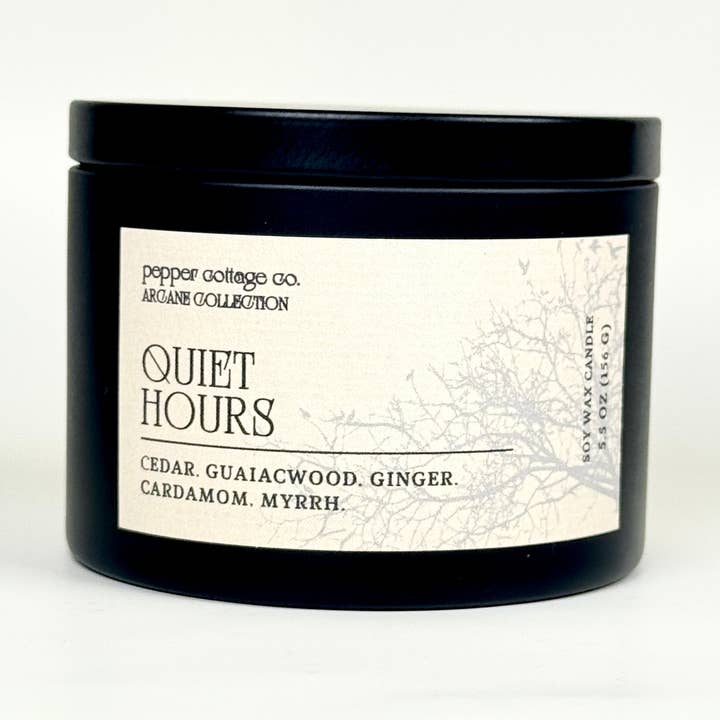 pepper cottage co.
ARCANE COLLECTION
QUIET
HOURS
CEDAR. GUAIACWOOD. GINGER.
CARDAMOM. MYRRH.
SOY WAX CANDLE
5.5 OZ (156 G)